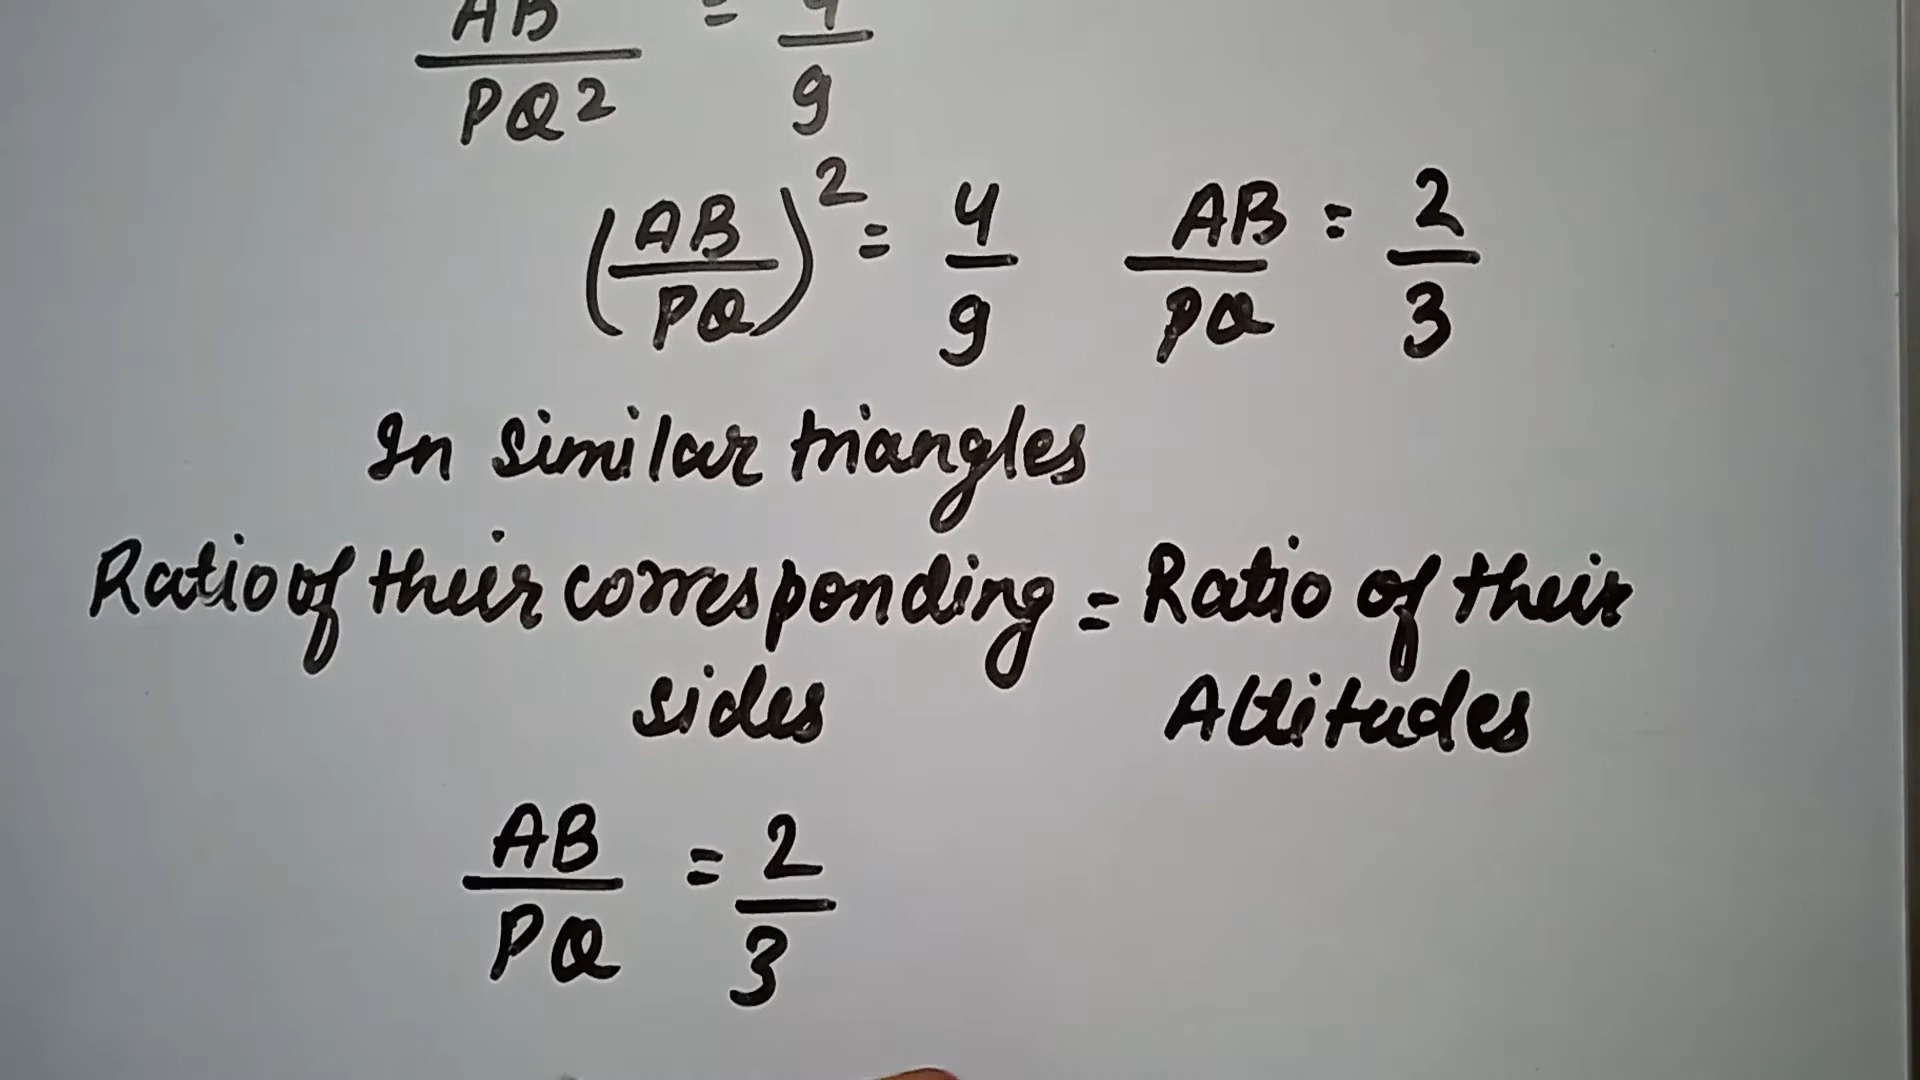 AB = 4
PQ2 9
(AB/PQ)2 = 4/9 AB/PQ = 2/3
In similar triangles
Ratio of their corresponding = Ratio of their
sides Altitudes
AB/PQ = 2/3